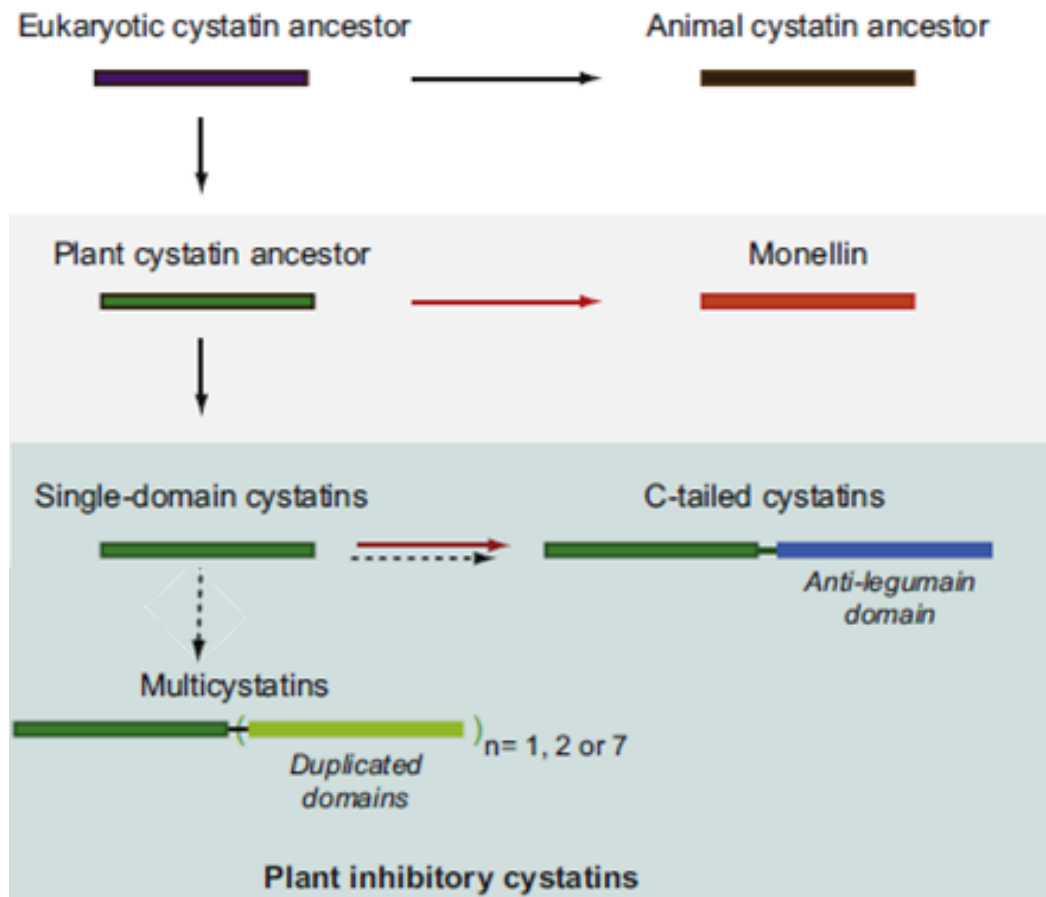 Eukaryotic cystatin ancestor
Animal cystatin ancestor
Plant cystatin ancestor
Monellin
Single-domain cystatins
C-tailed cystatins
Anti-legumain
domain
Multicystatins
( )n= 1, 2 or 7
Duplicated
domains
Plant inhibitory cystatins